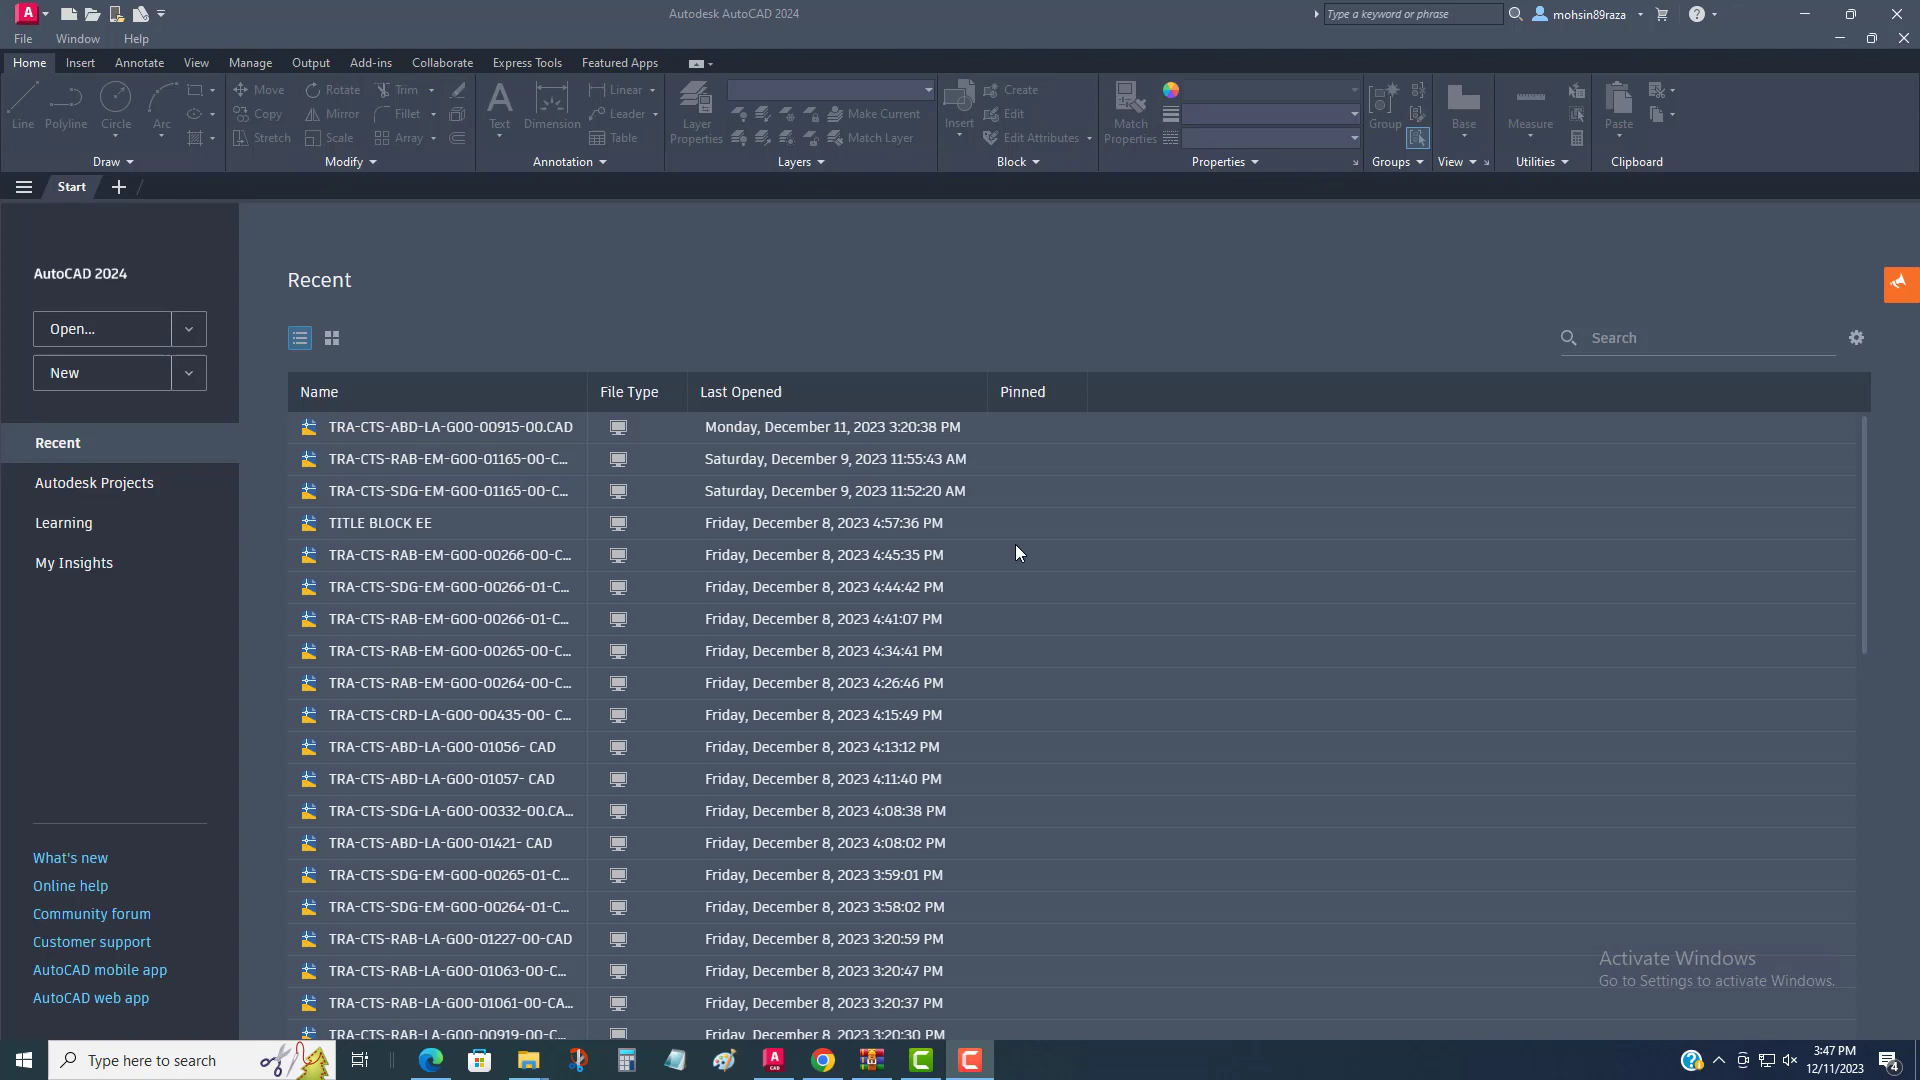 Autodesk AutoCAD 2024
Type a keyword or phrase
mohsin89raza
File Window Help
Home Insert Annotate View Manage Output Add-ins Collaborate Express Tools Featured Apps
Line Polyline Circle Arc
Move Rotate Trim
Copy Mirror Fillet
Stretch Scale Array
Text Dimension
Linear
Leader
Table
Layer Properties
Make Current
Match Layer
Insert
Create
Edit
Edit Attributes
Match Properties
Group
Base
Measure
Paste
Draw Modify Annotation Layers Block Properties Groups View Utilities Clipboard
Start
AutoCAD 2024
Open...
New
Recent
Autodesk Projects
Learning
My Insights
What's new
Online help
Community forum
Customer support
AutoCAD mobile app
AutoCAD web app
Recent
Search
Name File Type Last Opened Pinned
TRA-CTS-ABD-LA-G00-00915-00.CAD Monday, December 11, 2023 3:20:38 PM
TRA-CTS-RAB-EM-G00-01165-00-C... Saturday, December 9, 2023 11:55:43 AM
TRA-CTS-SDG-EM-G00-01165-00-C... Saturday, December 9, 2023 11:52:20 AM
TITLE BLOCK EE Friday, December 8, 2023 4:57:36 PM
TRA-CTS-RAB-EM-G00-00266-00-C... Friday, December 8, 2023 4:45:35 PM
TRA-CTS-SDG-EM-G00-00266-01-C... Friday, December 8, 2023 4:44:42 PM
TRA-CTS-RAB-EM-G00-00266-01-C... Friday, December 8, 2023 4:41:07 PM
TRA-CTS-RAB-EM-G00-00265-00-C... Friday, December 8, 2023 4:34:41 PM
TRA-CTS-RAB-EM-G00-00264-00-C... Friday, December 8, 2023 4:26:46 PM
TRA-CTS-CRD-LA-G00-00435-00- C... Friday, December 8, 2023 4:15:49 PM
TRA-CTS-ABD-LA-G00-01056- CAD Friday, December 8, 2023 4:13:12 PM
TRA-CTS-ABD-LA-G00-01057- CAD Friday, December 8, 2023 4:11:40 PM
TRA-CTS-SDG-LA-G00-00332-00.CA... Friday, December 8, 2023 4:08:38 PM
TRA-CTS-ABD-LA-G00-01421- CAD Friday, December 8, 2023 4:08:02 PM
TRA-CTS-SDG-EM-G00-00265-01-C... Friday, December 8, 2023 3:59:01 PM
TRA-CTS-SDG-EM-G00-00264-01-C... Friday, December 8, 2023 3:58:02 PM
TRA-CTS-RAB-LA-G00-01227-00-CAD Friday, December 8, 2023 3:20:59 PM
TRA-CTS-RAB-LA-G00-01063-00-C... Friday, December 8, 2023 3:20:47 PM
TRA-CTS-RAB-LA-G00-01061-00-CA... Friday, December 8, 2023 3:20:37 PM
TRA-CTS-RAB-LA-G00-00919-00-C... Friday, December 8, 2023 3:20:30 PM
Activate Windows
Go to Settings to activate Windows.
Type here to search
3:47 PM
12/11/2023
4